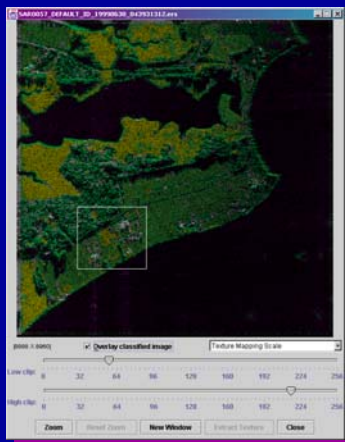 SAR0057_DEFAULT_ID_19990630_043931312.ers
Overlay classified image Texture Mapping Scale
Low clip:
0 32 64 96 128 160 192 224 256
High clip:
0 32 64 96 128 160 192 224 256
Zoom Reset Zoom New Window Extract Texture Close